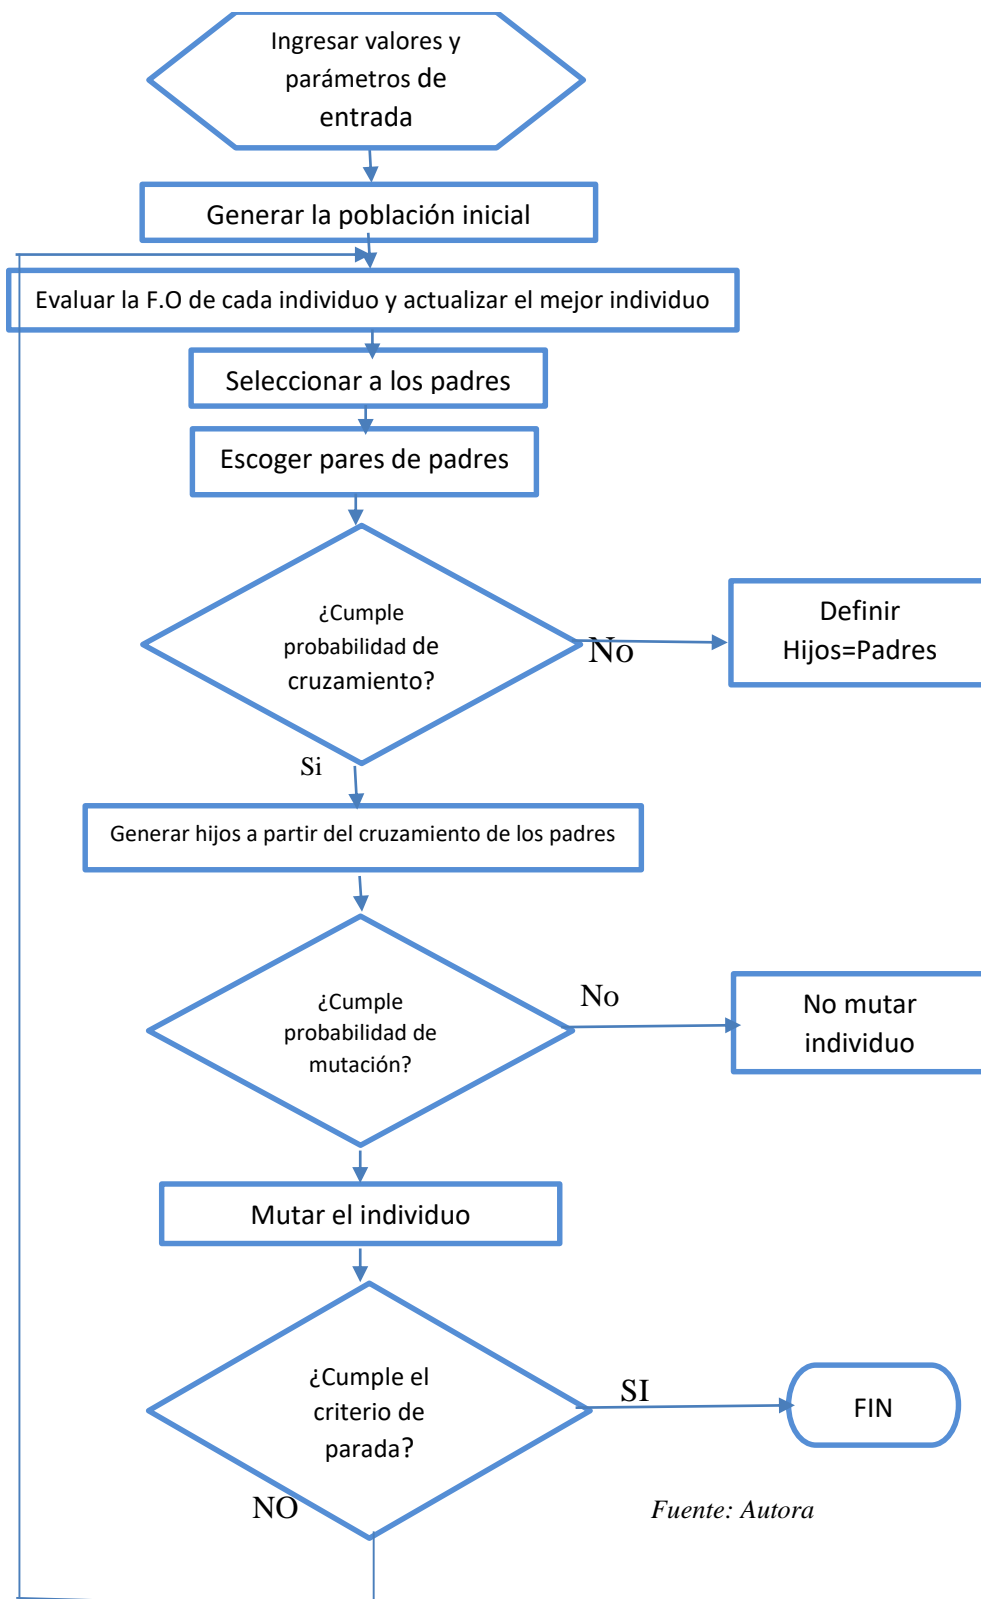 Ingresar valores y
parámetros de
entrada
Generar la población inicial
Evaluar la F.O de cada individuo y actualizar el mejor individuo
Seleccionar a los padres
Escoger pares de padres
¿Cumple
probabilidad de
cruzamiento?
No
Definir
Hijos=Padres
Si
Generar hijos a partir del cruzamiento de los padres
¿Cumple
probabilidad de
mutación?
No
No mutar
individuo
Mutar el individuo
¿Cumple el
criterio de
parada?
SI
FIN
NO
Fuente: Autora